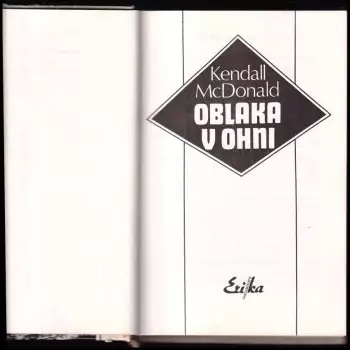 Kendall
McDonald
OBLAKA
V OHNI
Erika